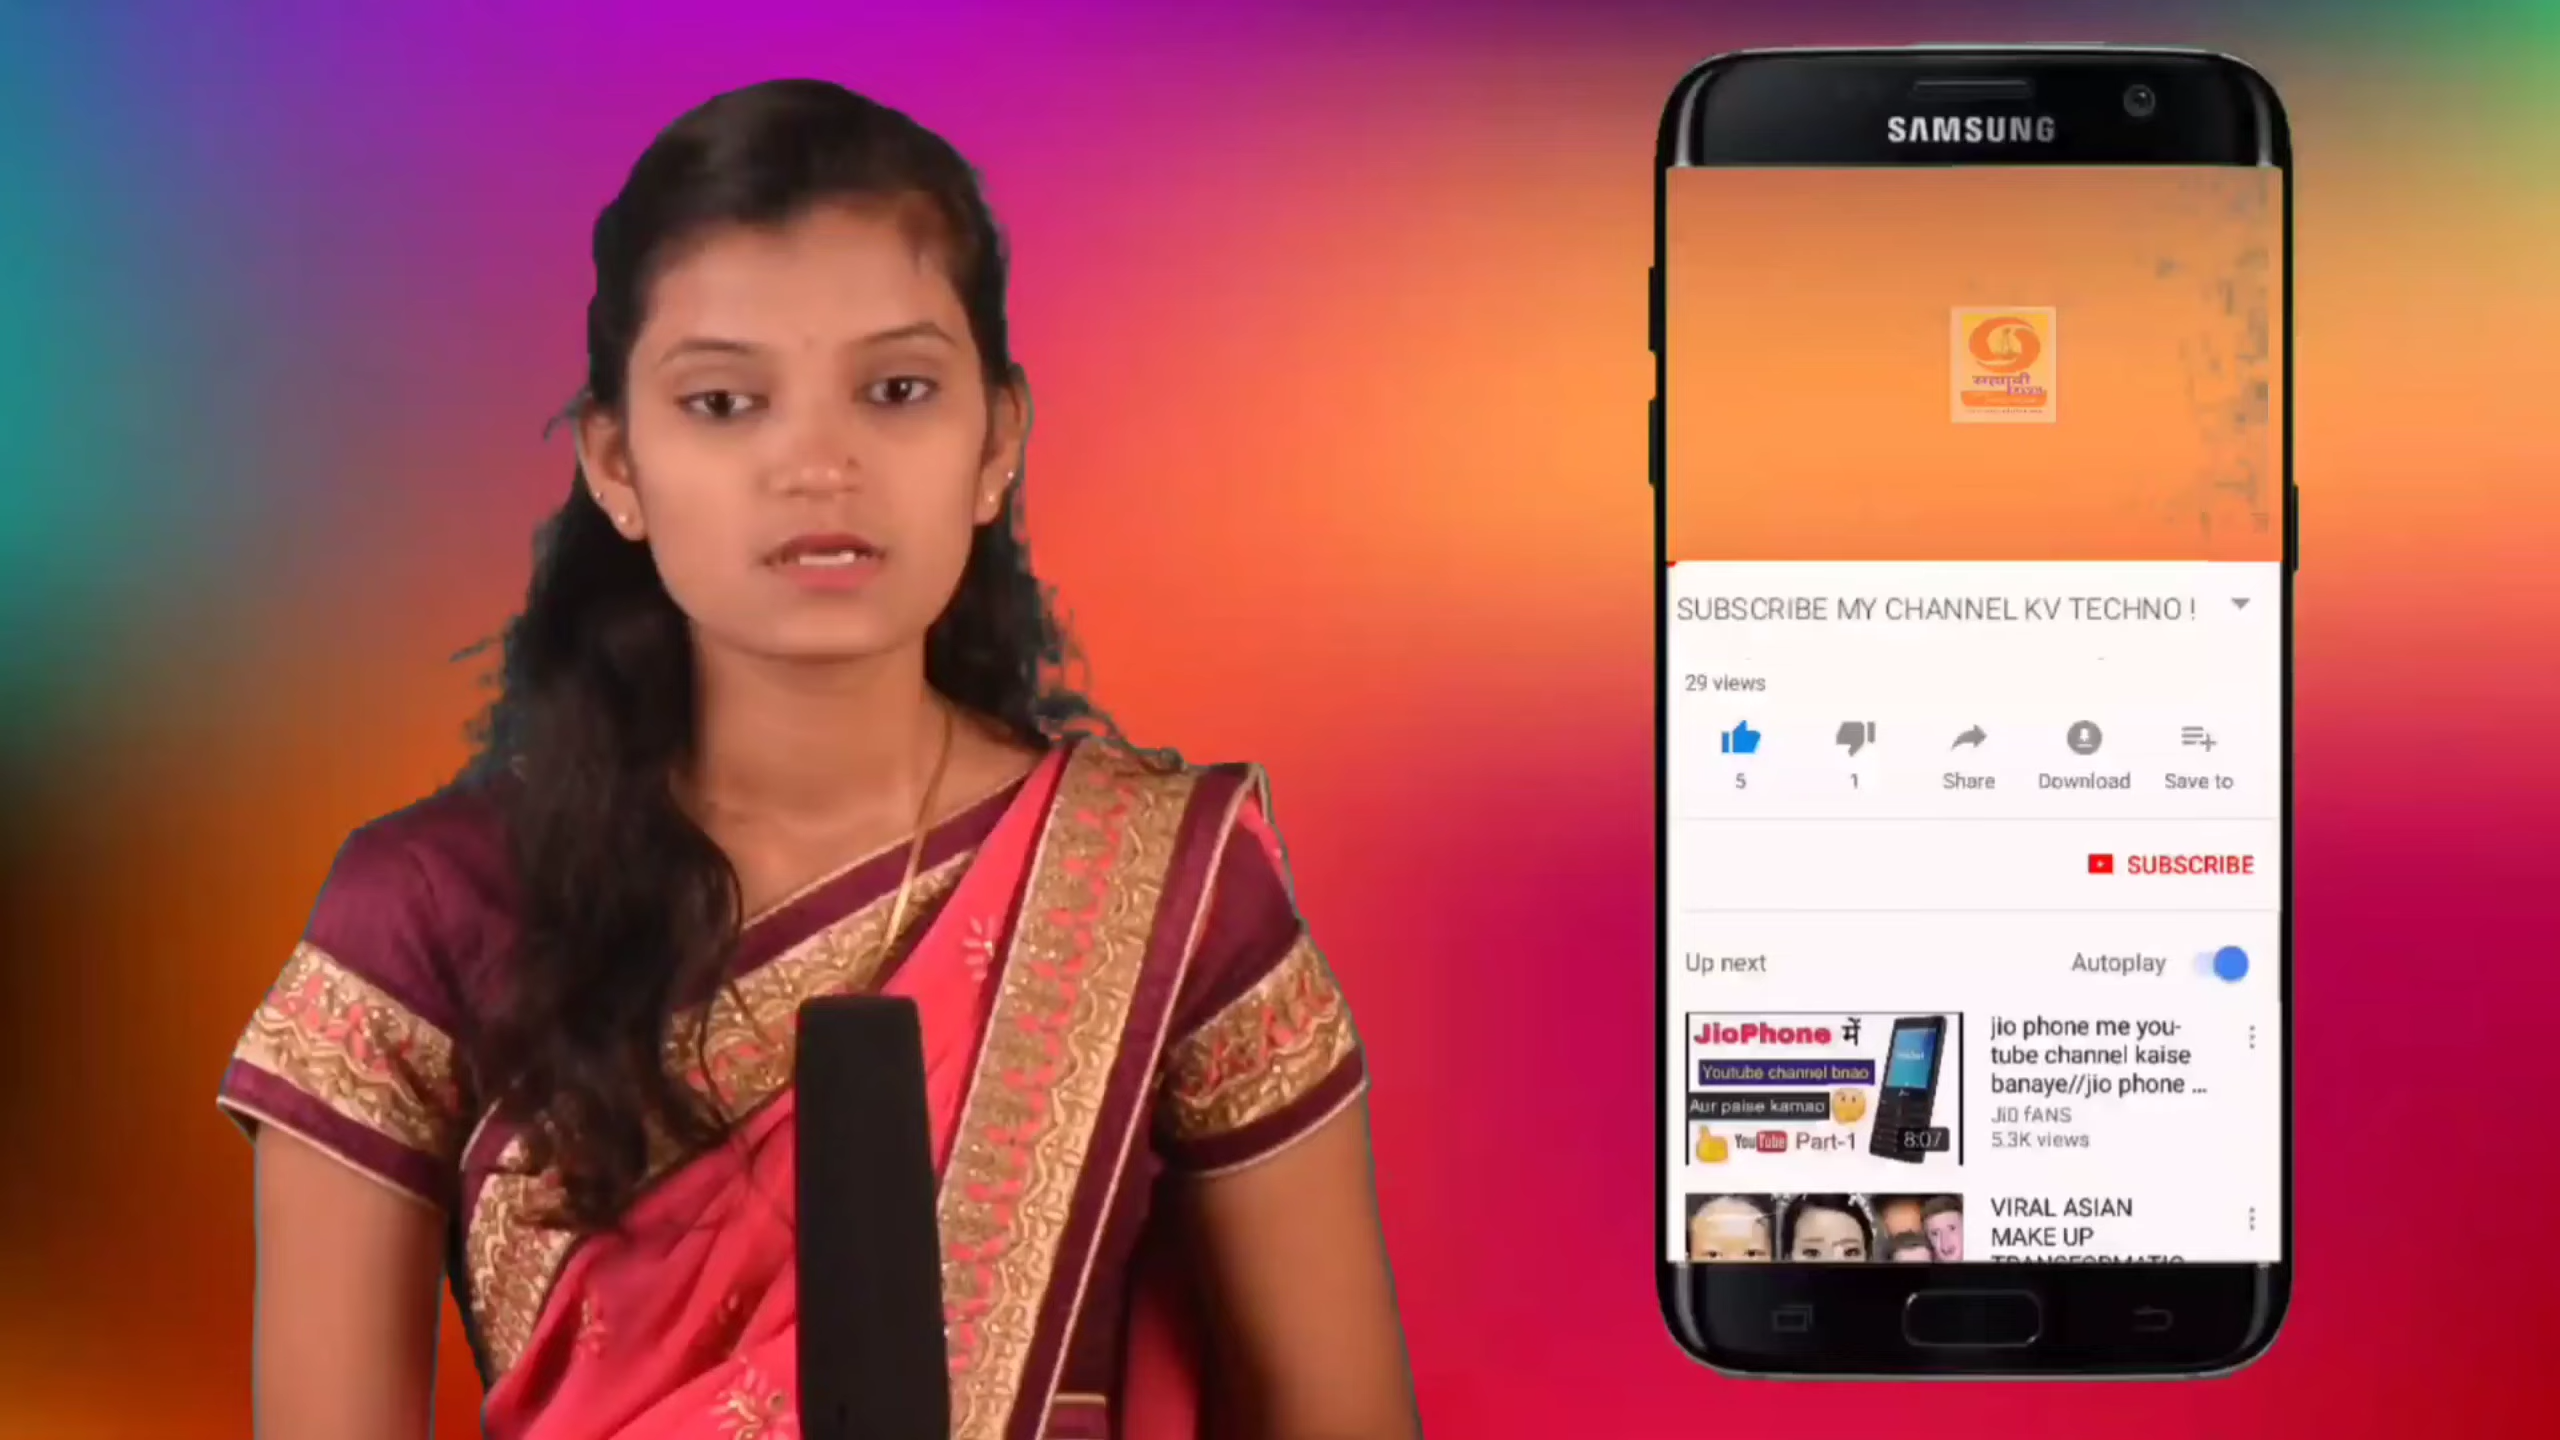 SAMSUNG
सह्याद्री
SUBSCRIBE MY CHANNEL KV TECHNO !
29 views
5
1
Share
Download
Save to
SUBSCRIBE
Up next
Autoplay
JioPhone में
Youtube channel bnao
Aur paise kamao
YouTube Part-1
8:07
jio phone me you-
tube channel kaise
banaye//jio phone ...
JiO fANS
5.3K views
VIRAL ASIAN
MAKE UP
TRANSFORMATIO